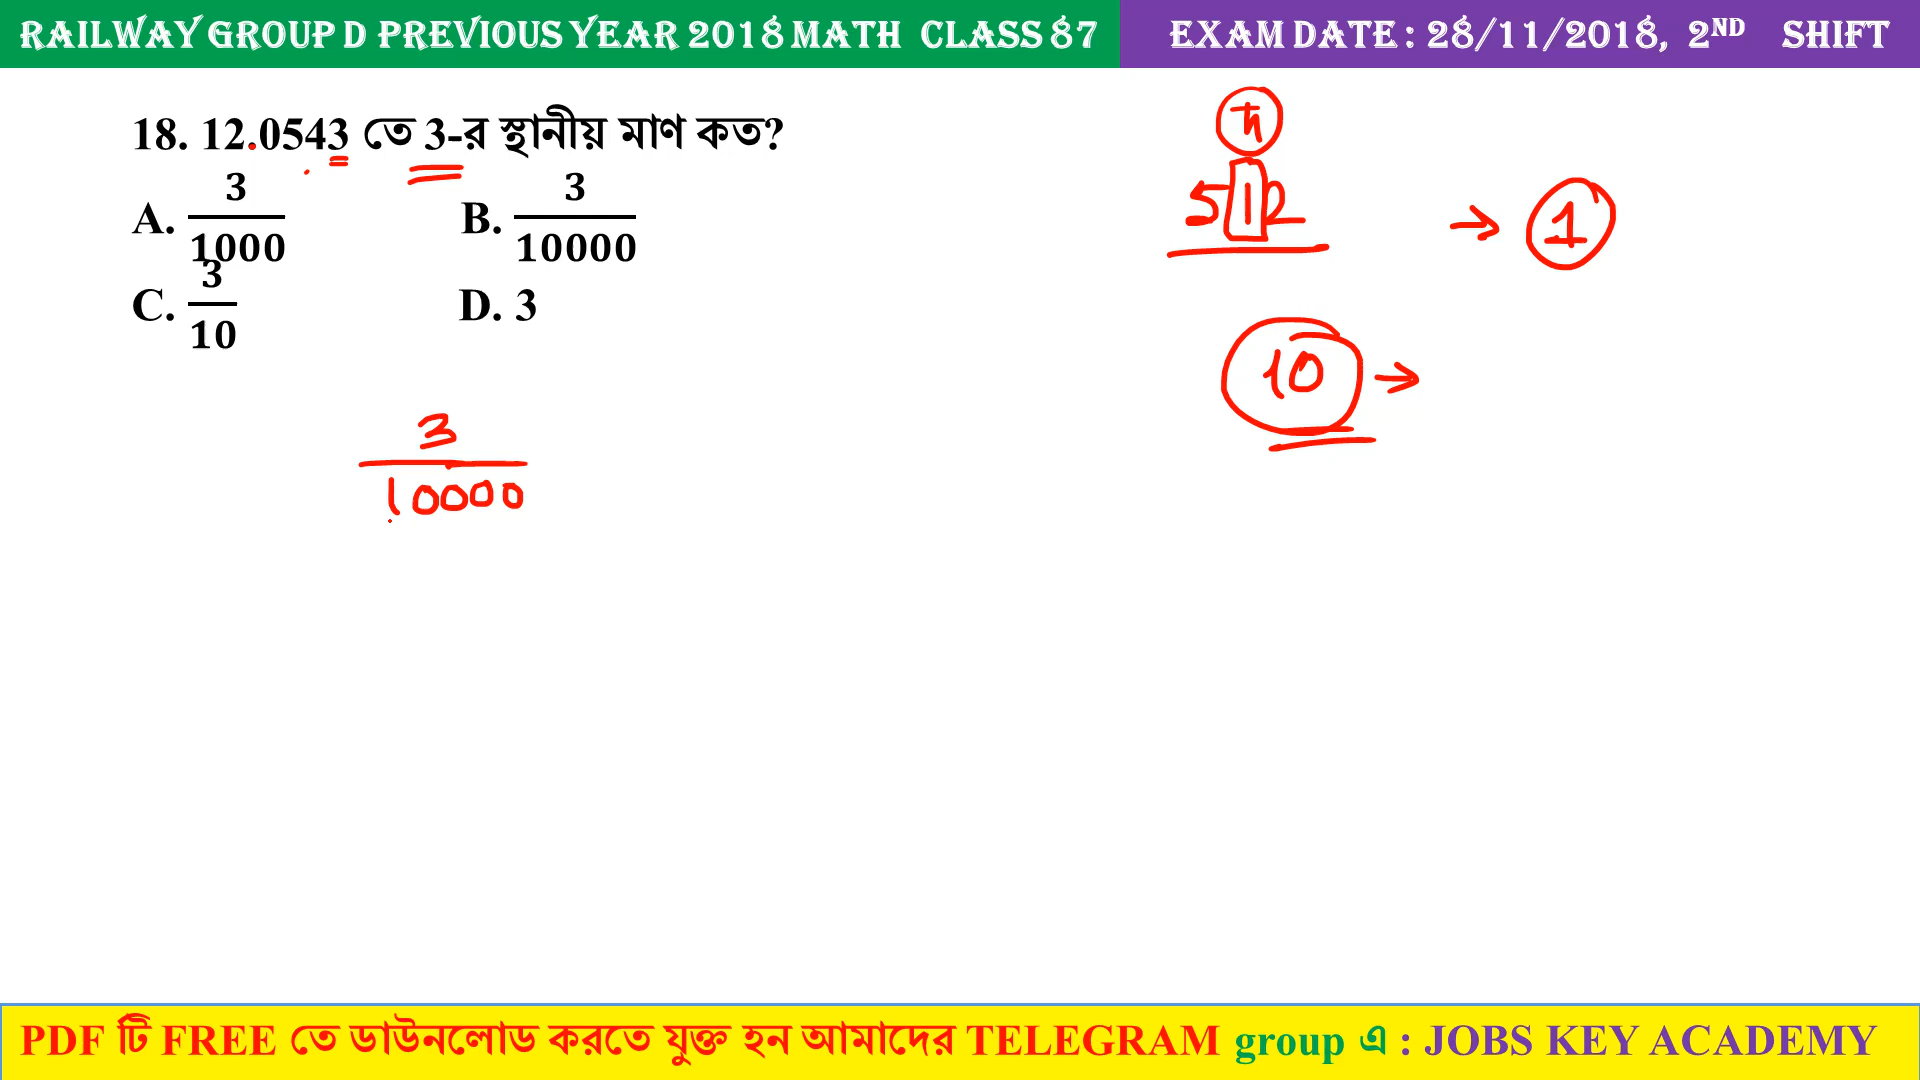 RAILWAY GROUP D PREVIOUS YEAR 2018 MATH CLASS 87 EXAM DATE : 28/11/2018, 2ND SHIFT
18. 12.0543 তে 3-র স্থানীয় মাণ কত?
A. 3/1000 B. 3/10000
C. 3/10 D. 3
512 → 1
10 →
3/10000
PDF টি FREE তে ডাউনলোড করতে যুক্ত হন আমাদের TELEGRAM group এ : JOBS KEY ACADEMY